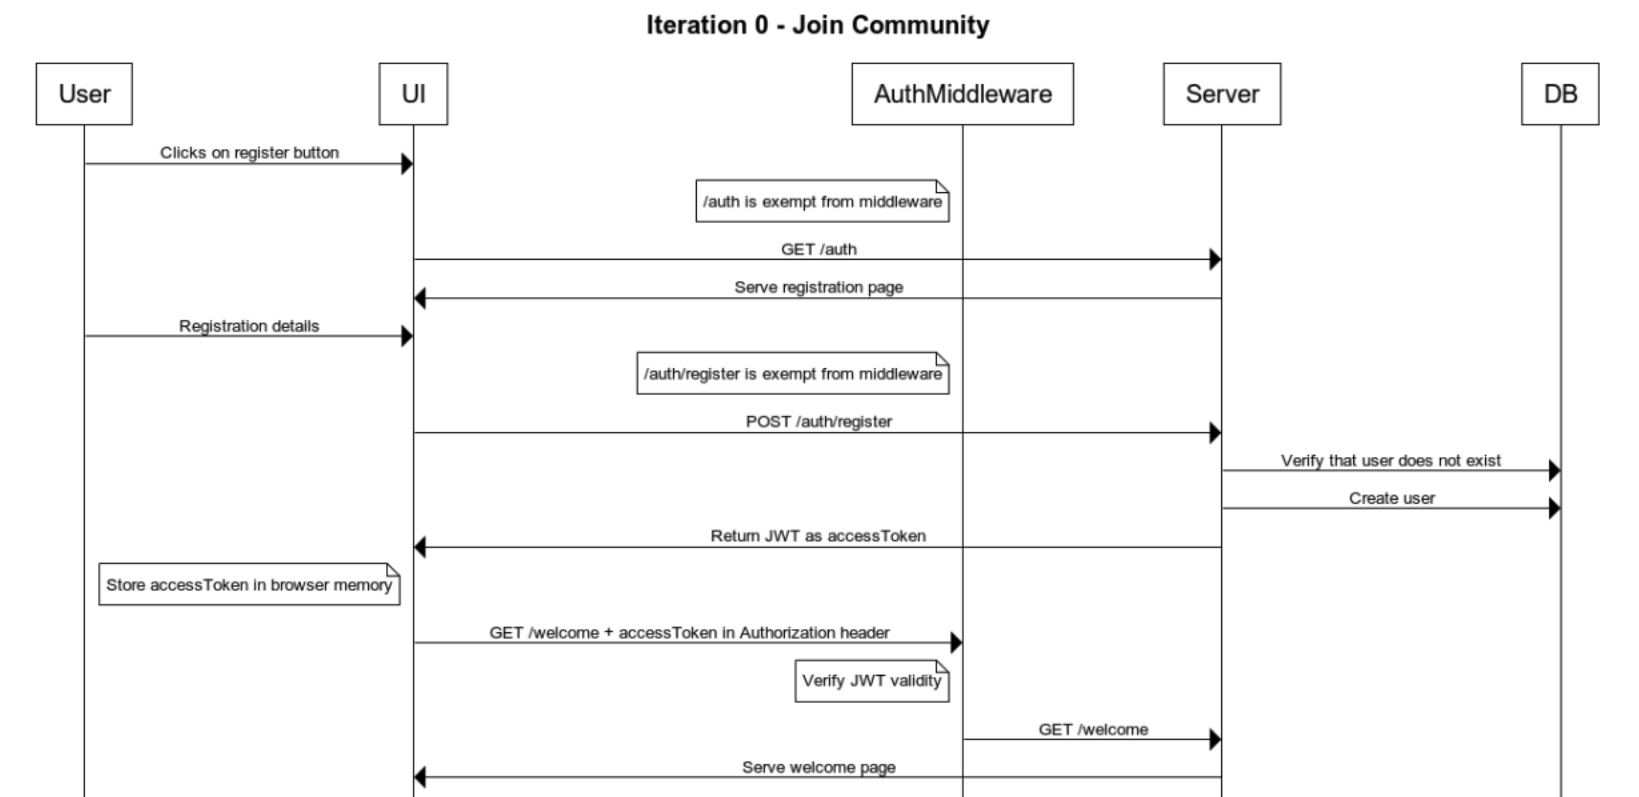 Iteration 0 - Join Community
User
UI
AuthMiddleware
Server
DB
Clicks on register button
/auth is exempt from middleware
GET /auth
Serve registration page
Registration details
/auth/register is exempt from middleware
POST /auth/register
Verify that user does not exist
Create user
Return JWT as accessToken
Store accessToken in browser memory
GET /welcome + accessToken in Authorization header
Verify JWT validity
GET /welcome
Serve welcome page